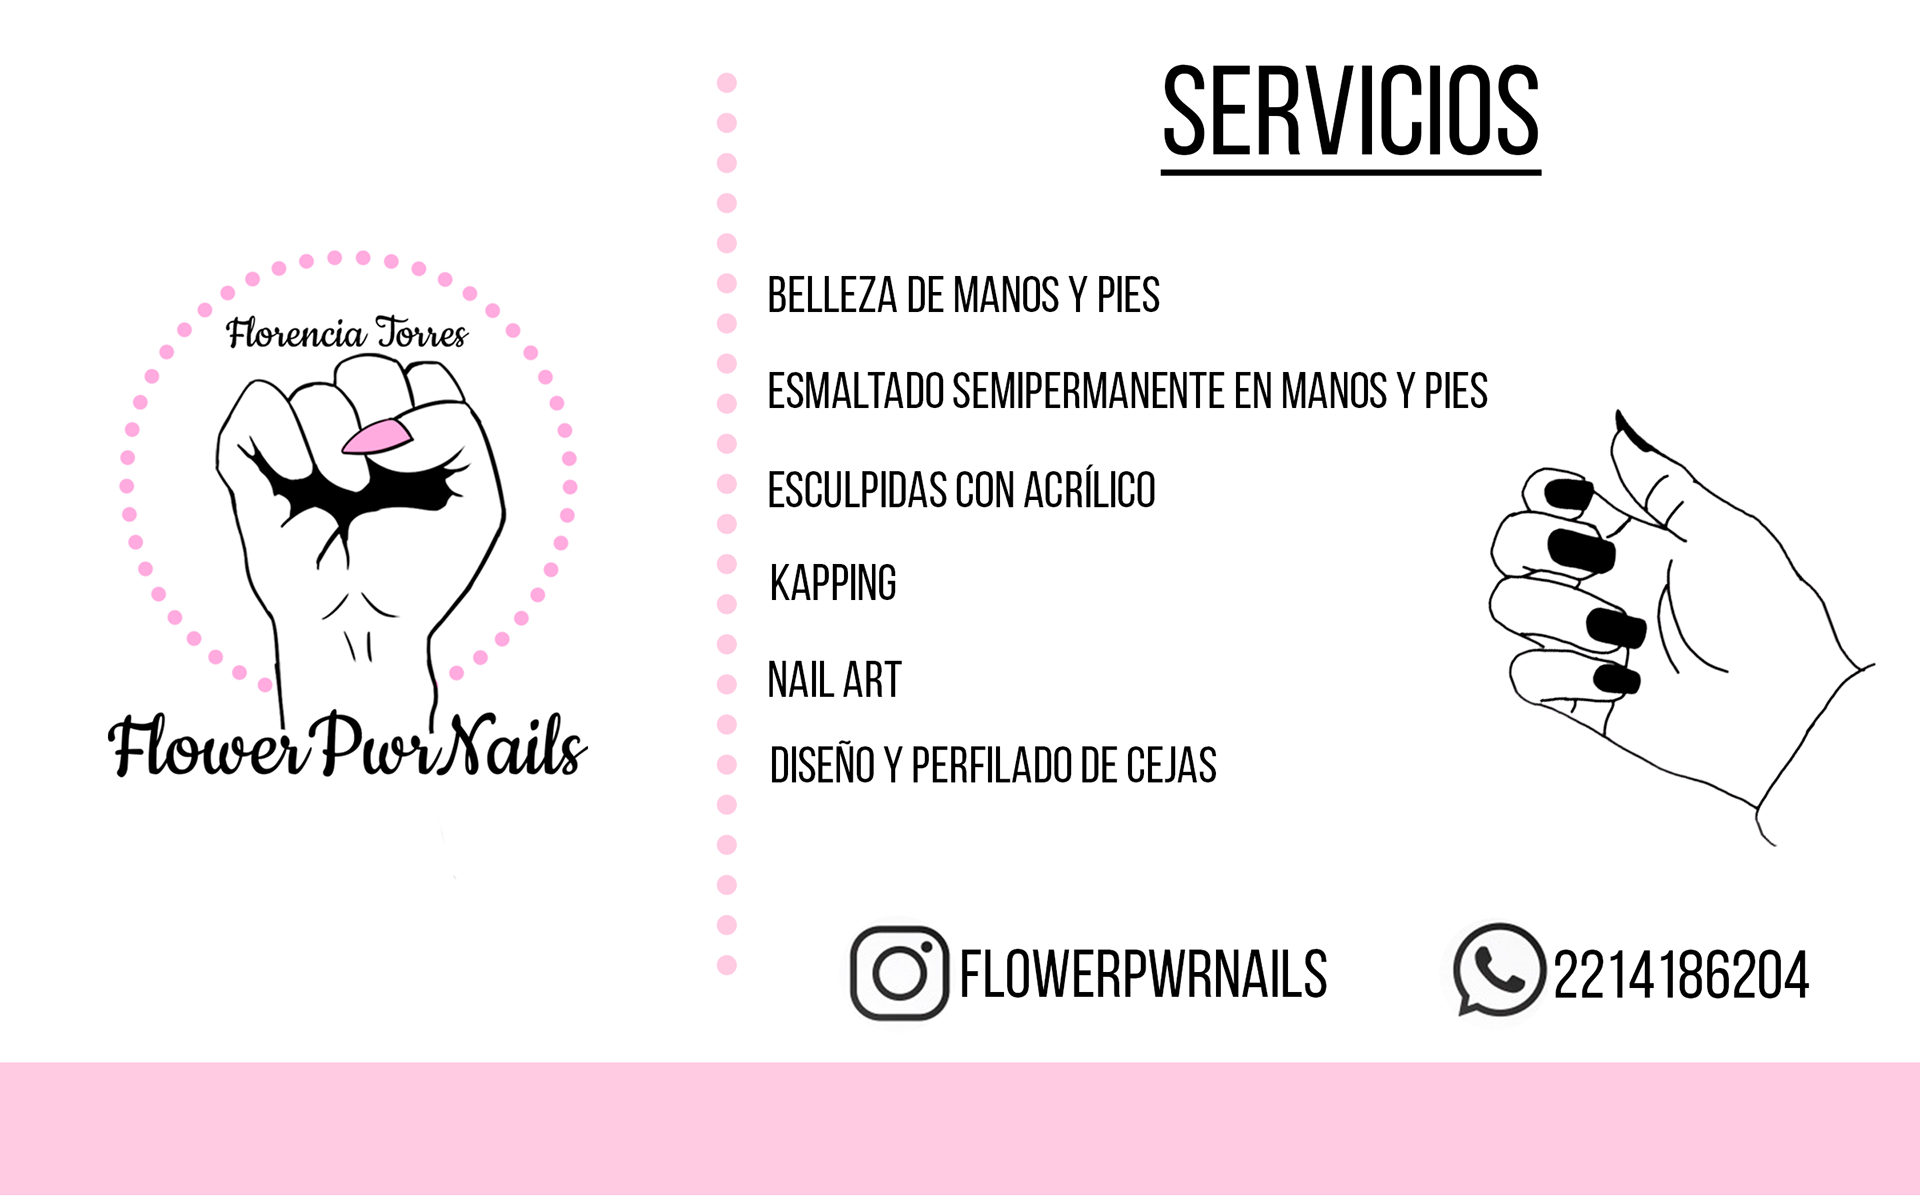 Florencia Torres
FlowerPwrNails
SERVICIOS
BELLEZA DE MANOS Y PIES
ESMALTADO SEMIPERMANENTE EN MANOS Y PIES
ESCULPIDAS CON ACRÍLICO
KAPPING
NAIL ART
DISEÑO Y PERFILADO DE CEJAS
FLOWERPWRNAILS
2214186204